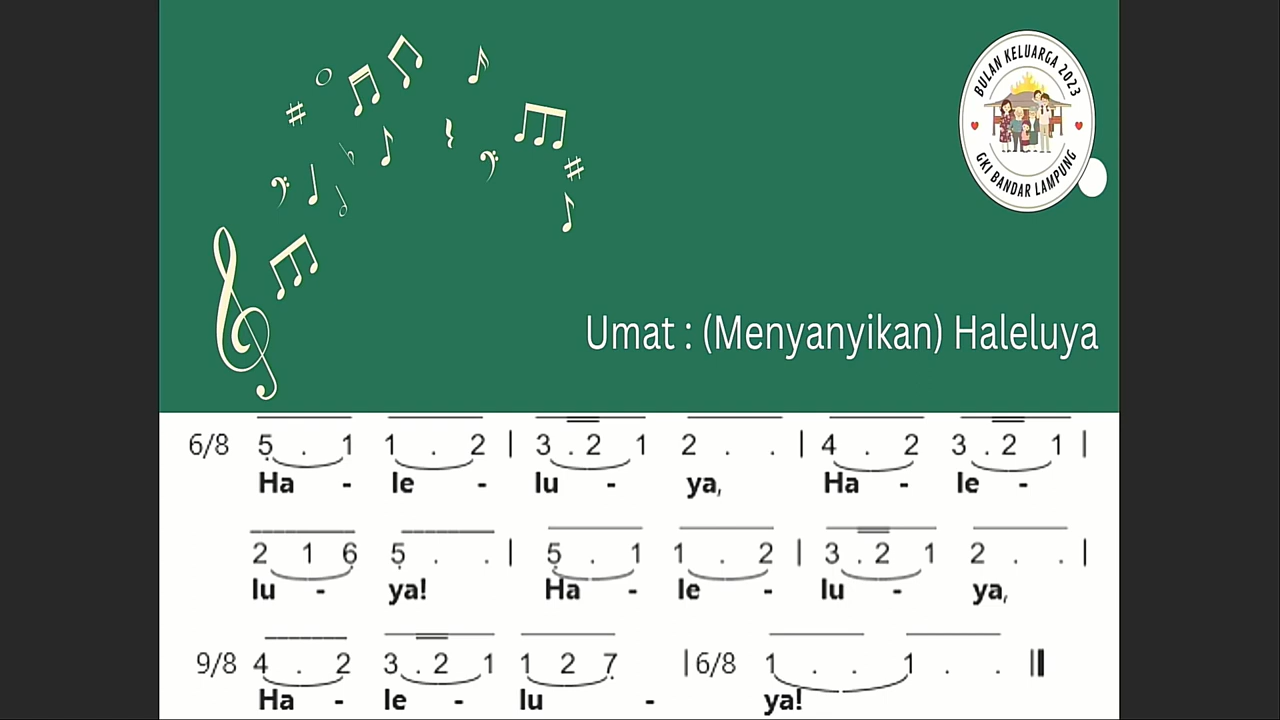 BULAN KELUARGA 2023
GKI BANDAR LAMPUNG
Umat : (Menyanyikan) Haleluya
6/8 5̣ . 1 1 . 2 | 3 . 2 1 2 . . | 4 . 2 3 . 2 1 |
Ha - le - lu - ya, Ha - le -
2 1 6̣ 5̣ . . | 5̣ . 1 1 . 2 | 3 . 2 1 2 . . |
lu - ya! Ha - le - lu - ya,
9/8 4 . 2 3 . 2 1 1 2 7̣ | 6/8 1 . . 1 . . ||
Ha - le - lu - ya!